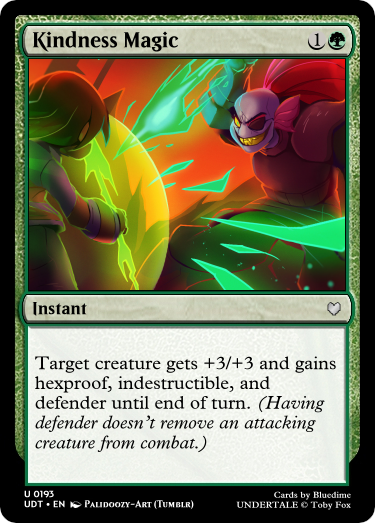 Kindness Magic 1
Instant
Target creature gets +3/+3 and gains
hexproof, indestructible, and
defender until end of turn. (Having
defender doesn't remove an attacking
creature from combat.)
U 0193
UDT • EN Palidoozy-Art (Tumblr)
Cards by Bluedime
UNDERTALE © Toby Fox